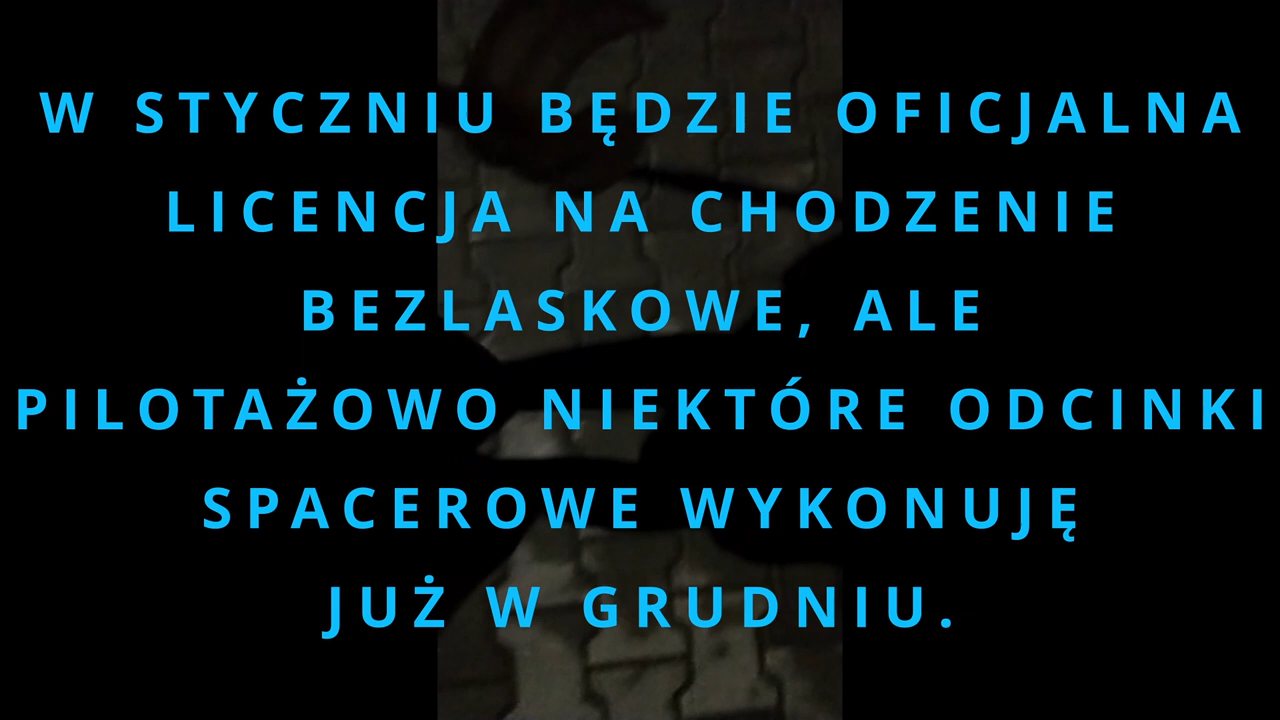 W STYCZNIU BĘDZIE OFICJALNA
LICENCJA NA CHODZENIE
BEZLASKOWE, ALE
PILOTAŻOWO NIEKTÓRE ODCINKI
SPACEROWE WYKONUJĘ
JUŻ W GRUDNIU.